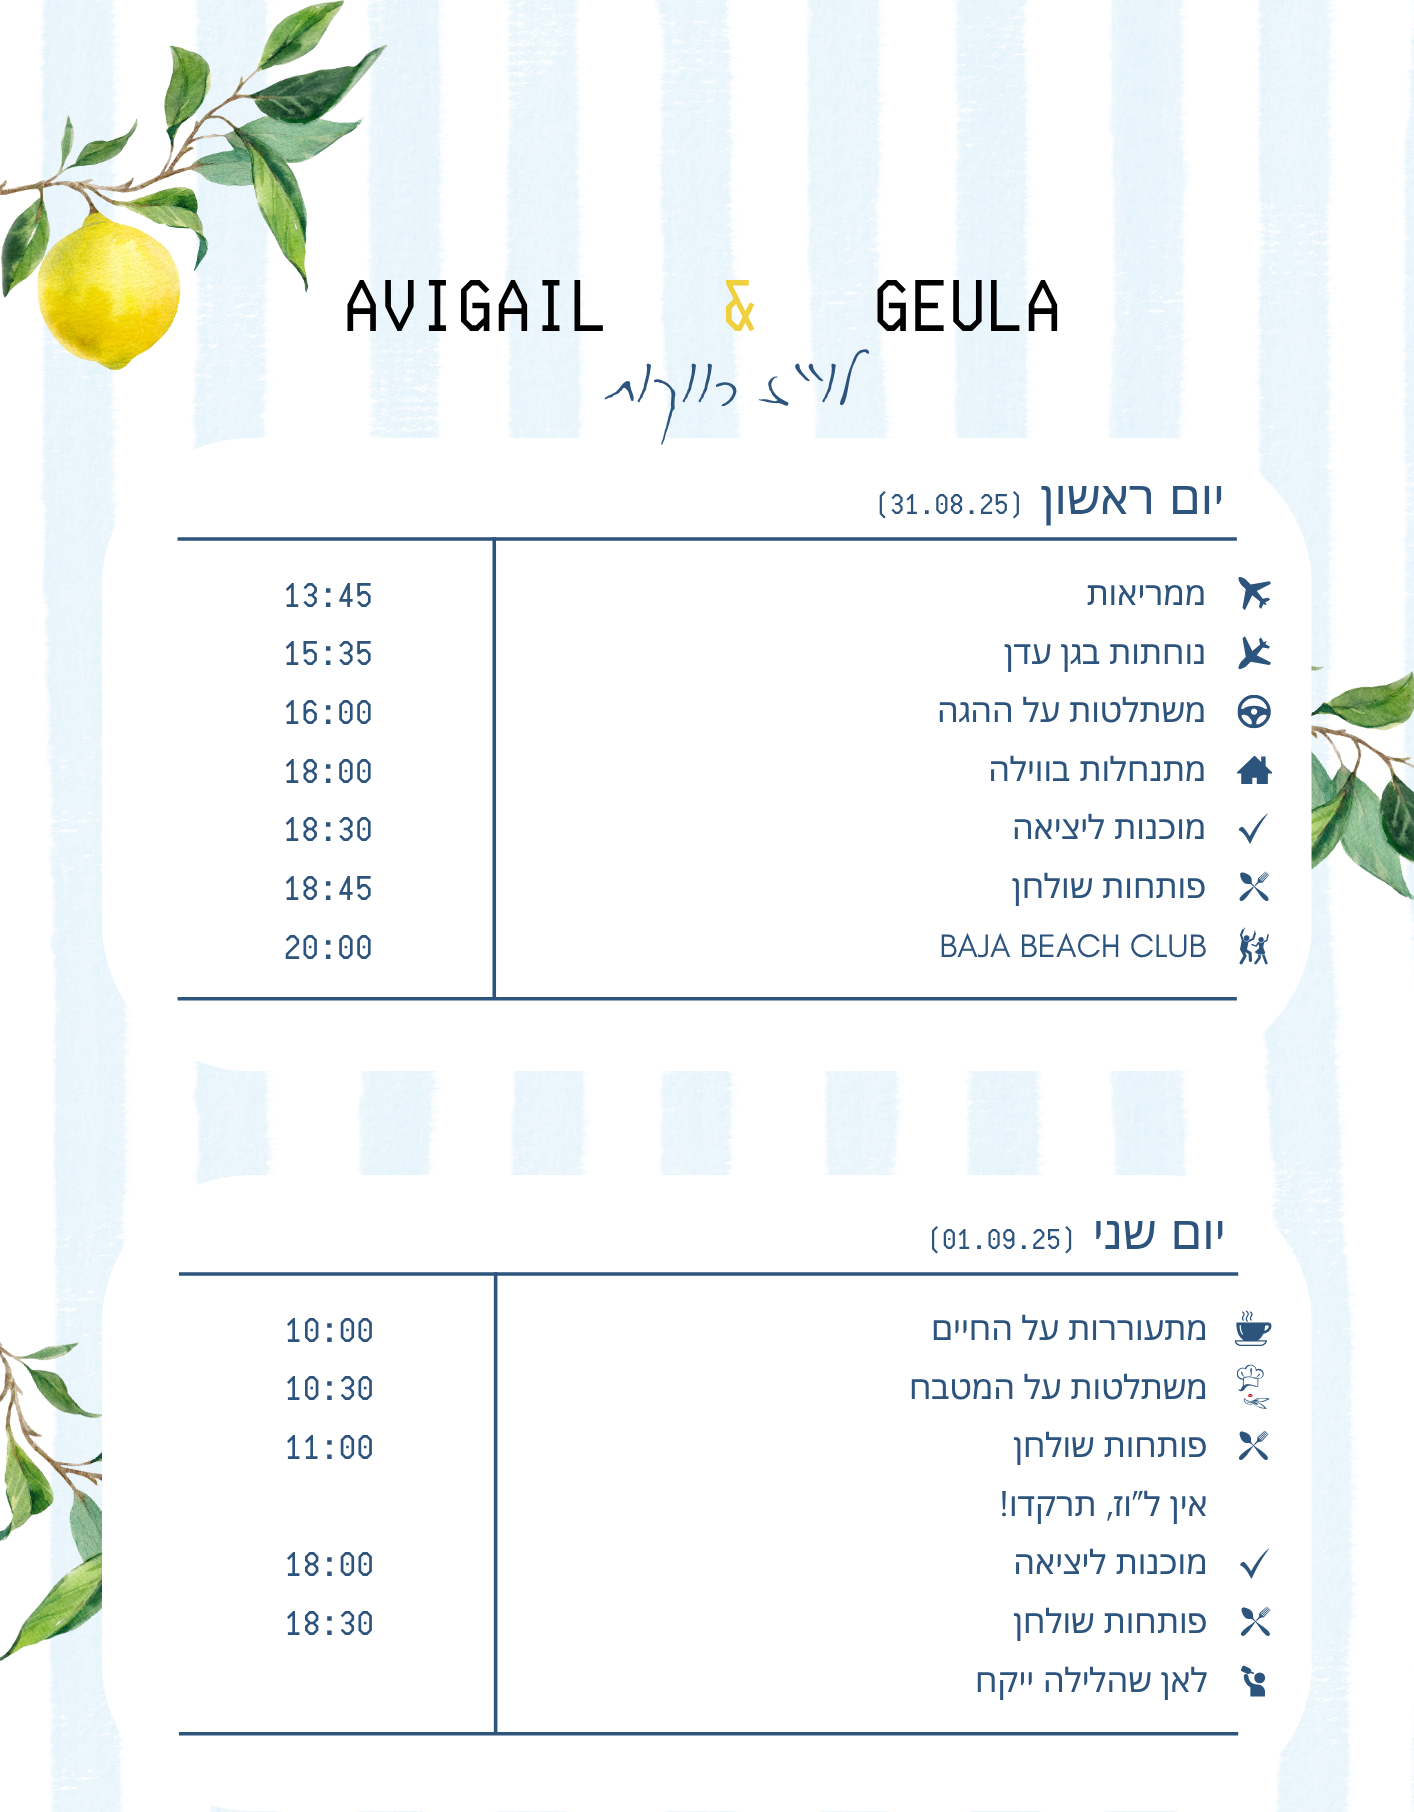 AVIGAIL & GEULA
לוי״ז רווקות
יום ראשון (31.08.25)
ממריאות 13:45
נוחתות בגן עדן 15:35
משתלטות על ההגה 16:00
מתנחלות בווילה 18:00
מוכנות ליציאה 18:30
פותחות שולחן 18:45
BAJA BEACH CLUB 20:00
יום שני (01.09.25)
מתעוררות על החיים 10:00
משתלטות על המטבח 10:30
פותחות שולחן 11:00
אין ל״וז, תרקדו!
מוכנות ליציאה 18:00
פותחות שולחן 18:30
לאן שהלילה ייקח